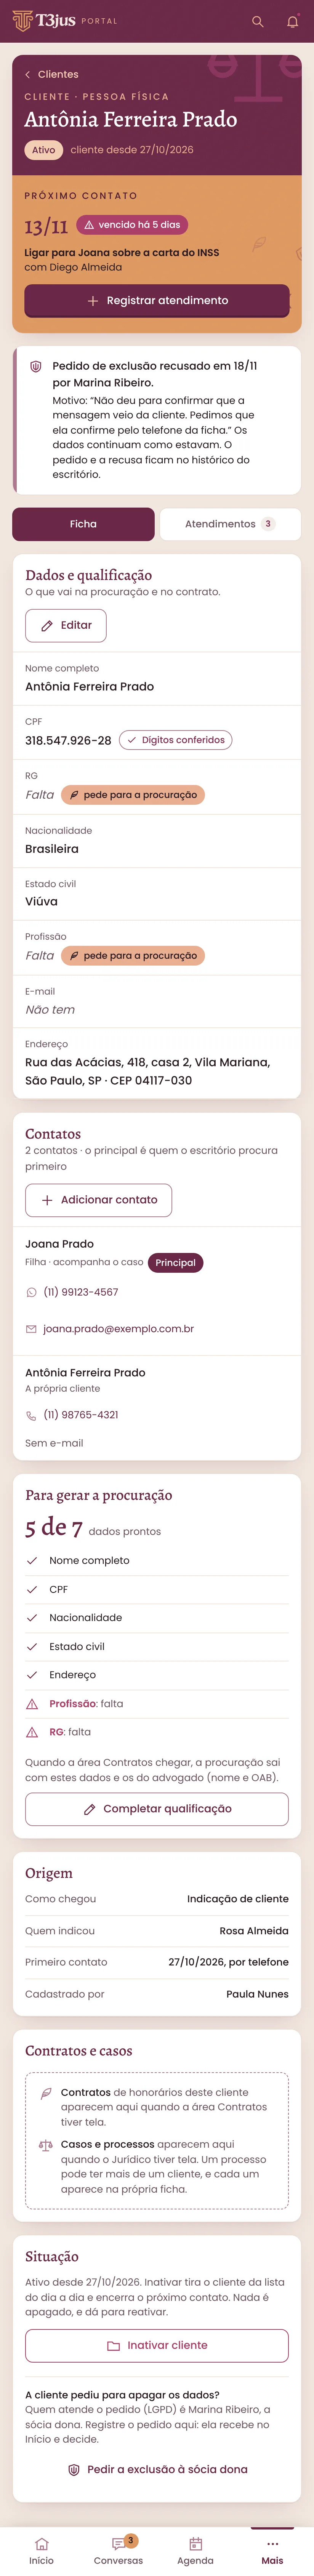 T3jus PORTAL
Clientes
CLIENTE · PESSOA FÍSICA
Antônia Ferreira Prado
Ativo cliente desde 27/10/2026
PRÓXIMO CONTATO
13/11 vencido há 5 dias
Ligar para Joana sobre a carta do INSS
com Diego Almeida
Registrar atendimento
Pedido de exclusão recusado em 18/11
por Marina Ribeiro.
Motivo: “Não deu para confirmar que a
mensagem veio da cliente. Pedimos que
ela confirme pelo telefone da ficha.” Os
dados continuam como estavam. O
pedido e a recusa ficam no histórico do
escritório.
Ficha
Atendimentos 3
Dados e qualificação
O que vai na procuração e no contrato.
Editar
Nome completo
Antônia Ferreira Prado
CPF
318.547.926-28 Dígitos conferidos
RG
Falta pede para a procuração
Nacionalidade
Brasileira
Estado civil
Viúva
Profissão
Falta pede para a procuração
E-mail
Não tem
Endereço
Rua das Acácias, 418, casa 2, Vila Mariana,
São Paulo, SP · CEP 04117-030
Contatos
2 contatos · o principal é quem o escritório procura
primeiro
Adicionar contato
Joana Prado
Filha · acompanha o caso Principal
(11) 99123-4567
joana.prado@exemplo.com.br
Antônia Ferreira Prado
A própria cliente
(11) 98765-4321
Sem e-mail
Para gerar a procuração
5 de 7 dados prontos
Nome completo
CPF
Nacionalidade
Estado civil
Endereço
Profissão: falta
RG: falta
Quando a área Contratos chegar, a procuração sai
com estes dados e os do advogado (nome e OAB).
Completar qualificação
Origem
Como chegou Indicação de cliente
Quem indicou Rosa Almeida
Primeiro contato 27/10/2026, por telefone
Cadastrado por Paula Nunes
Contratos e casos
Contratos de honorários deste cliente
aparecem aqui quando a área Contratos
tiver tela.
Casos e processos aparecem aqui
quando o Jurídico tiver tela. Um processo
pode ter mais de um cliente, e cada um
aparece na própria ficha.
Situação
Ativo desde 27/10/2026. Inativar tira o cliente da lista
do dia a dia e encerra o próximo contato. Nada é
apagado, e dá para reativar.
Inativar cliente
A cliente pediu para apagar os dados?
Quem atende o pedido (LGPD) é Marina Ribeiro, a
sócia dona. Registre o pedido aqui: ela recebe no
Início e decide.
Pedir a exclusão à sócia dona
3
Início Conversas Agenda Mais